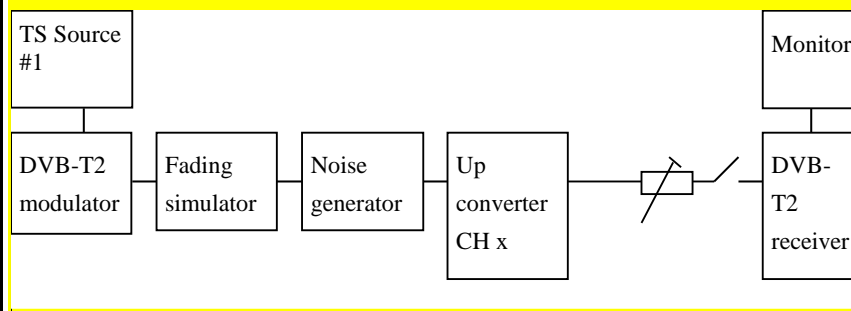 TS Source
#1
Monitor
DVB-T2
modulator
Fading
simulator
Noise
generator
Up
converter
CH x
DVB-
T2
receiver